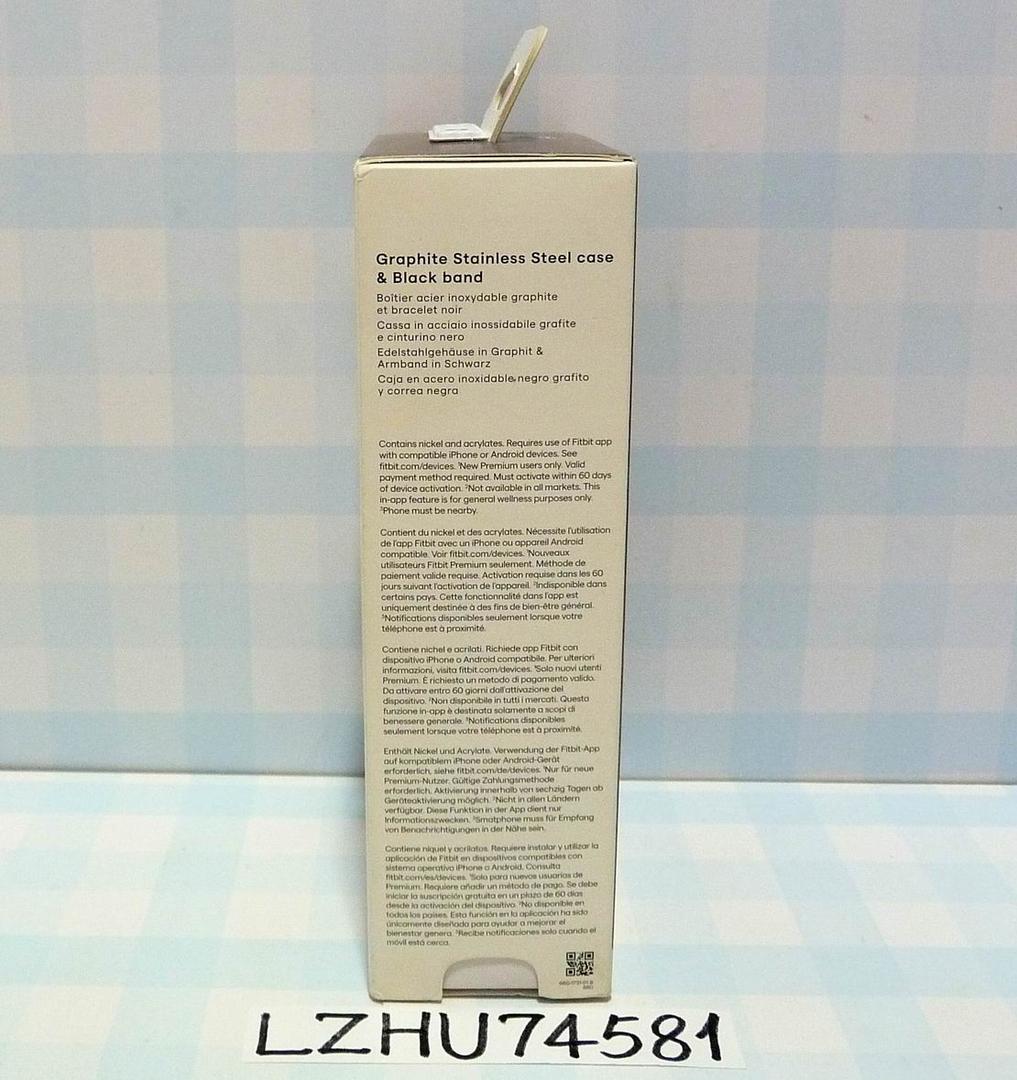 Graphite Stainless Steel case
& Black band
Boîtier acier inoxydable graphite
et bracelet noir
Cassa in acciaio inossidabile grafite
e cinturino nero
Edelstahlgehäuse in Graphit &
Armband in Schwarz
Caja en acero inoxidable negro grafito
y correa negra
Contains nickel and acrylates. Requires use of Fitbit app
with compatible iPhone or Android devices. See
fitbit.com/devices. ¹New Premium users only. Valid
payment method required. Must activate within 60 days
of device activation. ²Not available in all markets. This
in-app feature is for general wellness purposes only.
³Phone must be nearby.
Contient du nickel et des acrylates. Nécessite l'utilisation
de l'app Fitbit avec un iPhone ou appareil Android
compatible. Voir fitbit.com/devices. ¹Nouveaux
utilisateurs Fitbit Premium seulement. Méthode de
paiement valide requise. Activation requise dans les 60
jours suivant l'activation de l'appareil. ²Indisponible dans
certains pays. Cette fonctionnalité dans l'app est
uniquement destinée à des fins de bien-être général.
³Notifications disponibles seulement lorsque votre
téléphone est à proximité.
Contiene nichel e acrilati. Richiede app Fitbit con
dispositivo iPhone o Android compatibile. Per ulteriori
informazioni, visita fitbit.com/devices. ¹Solo nuovi utenti
Premium. È richiesto un metodo di pagamento valido.
Da attivare entro 60 giorni dall'attivazione del
dispositivo. ²Non disponibile in tutti i mercati. Questa
funzione in-app è destinata solamente a scopi di
benessere generale. ³Notifications disponibles
seulement lorsque votre téléphone est à proximité.
Enthält Nickel und Acrylate. Verwendung der Fitbit-App
auf kompatiblem iPhone oder Android-Gerät
erforderlich, siehe fitbit.com/de/devices. ¹Nur für neue
Premium-Nutzer. Gültige Zahlungsmethode
erforderlich. Aktivierung innerhalb von sechzig Tagen ab
Geräteaktivierung möglich. ²Nicht in allen Ländern
verfügbar. Diese Funktion in der App dient nur
Informationszwecken. ³Smatphone muss für Empfang
von Benachrichtigungen in der Nähe sein.
Contiene níquel y acrilatos. Requiere instalar y utilizar la
aplicación de Fitbit en dispositivos compatibles con
sistema operativo iPhone o Android. Consulta
fitbit.com/es/devices. ¹Solo para nuevos usuarios de
Premium. Requiere añadir un método de pago. Se debe
iniciar la suscripción gratuita en un plazo de 60 días
desde la activación del dispositivo. ²No disponible en
todos los países. Esta función en la aplicación ha sido
únicamente diseñada para ayudar a mejorar el
bienestar genera. ³Recibe notificaciones solo cuando el
móvil está cerca.
LZHU74581